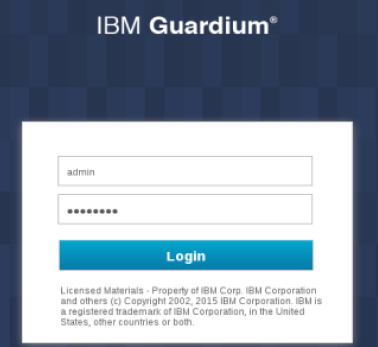 IBM Guardium®
admin
••••••••
Login
Licensed Materials - Property of IBM Corp. IBM Corporation
and others (c) Copyright 2002, 2015 IBM Corporation. IBM is
a registered trademark of IBM Corporation, in the United
States, other countries or both.